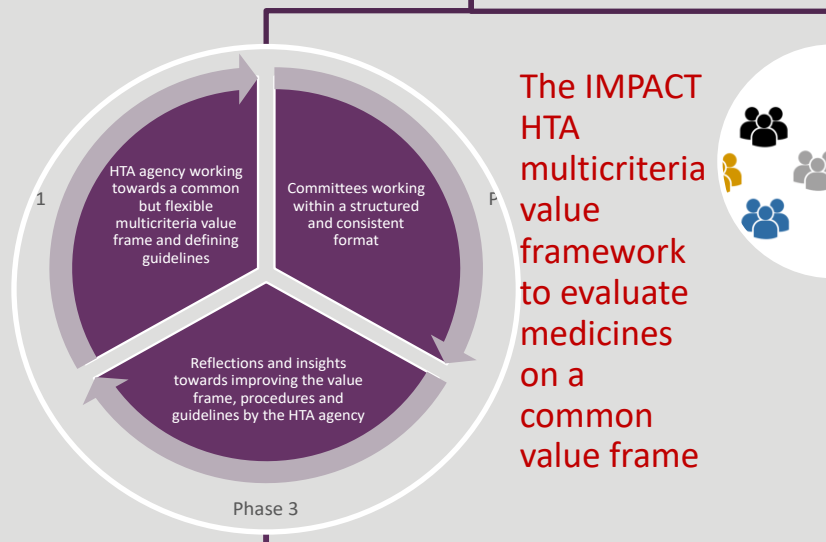 HTA agency working
towards a common
but flexible
multicriteria value
frame and defining
guidelines
Committees working
within a structured
and consistent
format
Reflections and insights
towards improving the value
frame, procedures and
guidelines by the HTA agency
1
P
Phase 3
The IMPACT
HTA
multicriteria
value
framework
to evaluate
medicines
on a
common
value frame